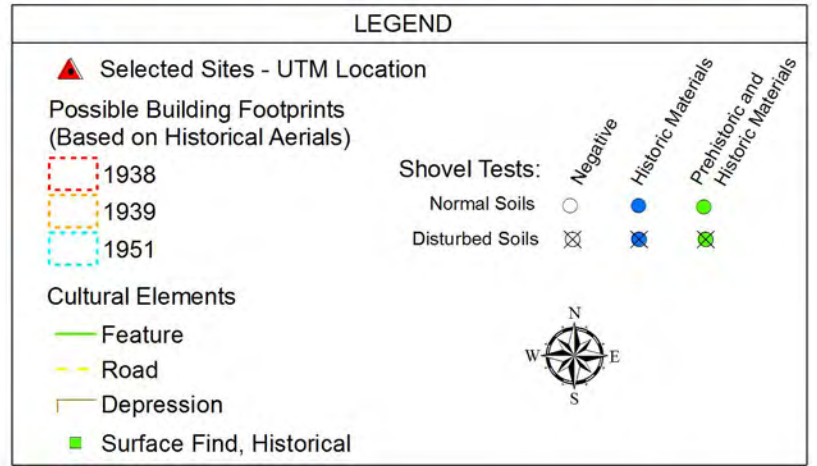 LEGEND
Selected Sites - UTM Location
Possible Building Footprints
(Based on Historical Aerials)
1938
1939
1951
Cultural Elements
Feature
Road
Depression
Surface Find, Historical
Shovel Tests:
Negative
Historic Materials
Prehistoric and
Historic Materials
Normal Soils
Disturbed Soils
N
W
E
S